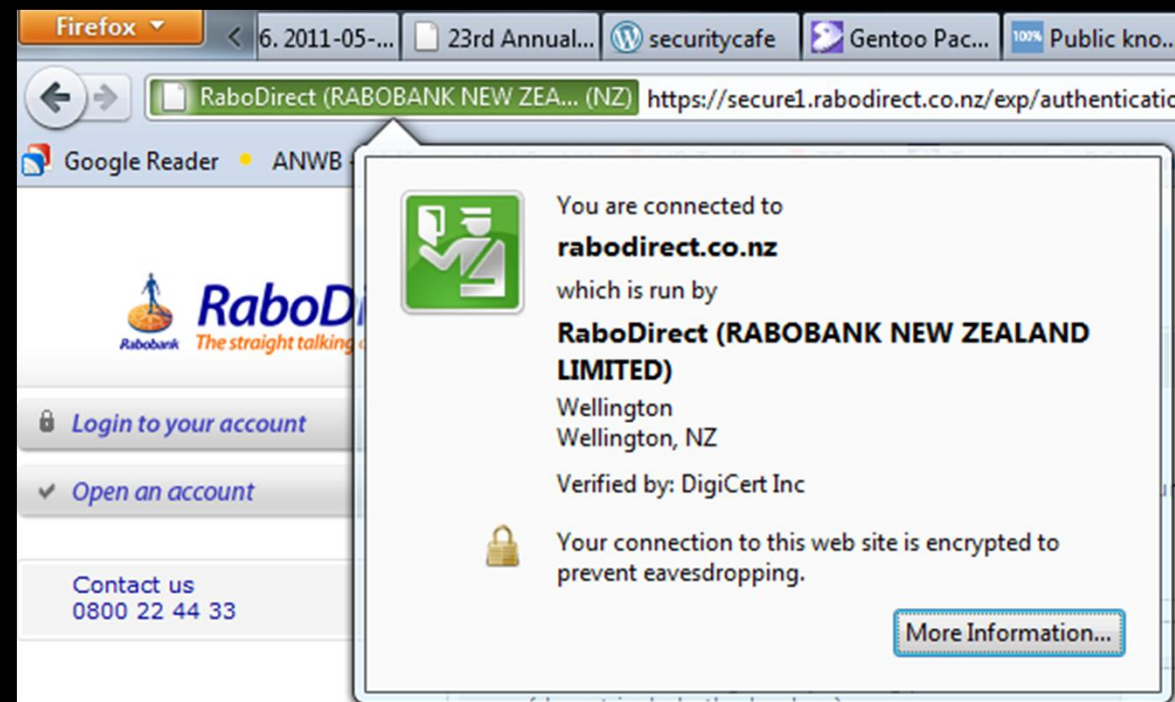 Firefox
6. 2011-05-...
23rd Annual...
securitycafe
Gentoo Pac...
100% Public kno...
RaboDirect (RABOBANK NEW ZEA... (NZ) https://secure1.rabodirect.co.nz/exp/authenticatio
Google Reader
ANWB
You are connected to
rabodirect.co.nz
which is run by
RaboDirect (RABOBANK NEW ZEALAND
LIMITED)
Wellington
Wellington, NZ
Verified by: DigiCert Inc
Your connection to this web site is encrypted to
prevent eavesdropping.
More Information...
RaboDi
Rabobank The straight talking
Login to your account
Open an account
Contact us
0800 22 44 33